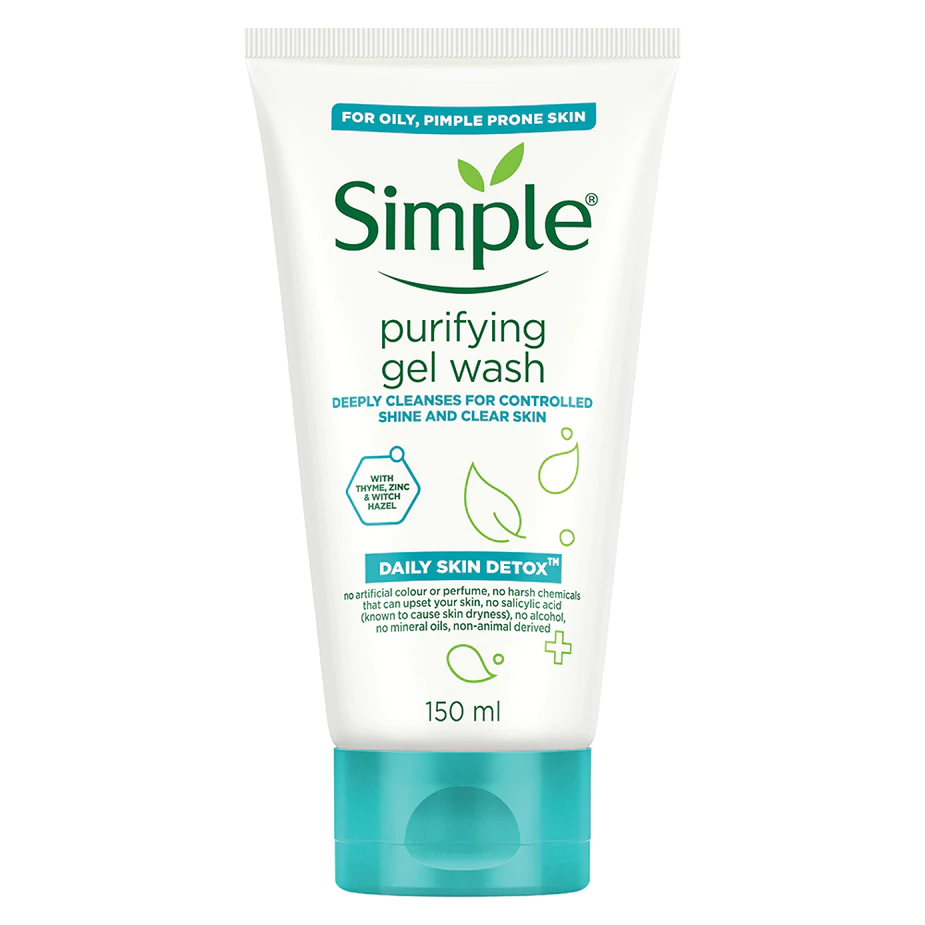 FOR OILY, PIMPLE PRONE SKIN
Simple®
purifying
gel wash
DEEPLY CLEANSES FOR CONTROLLED
SHINE AND CLEAR SKIN
WITH
THYME, ZINC
& WITCH
HAZEL
DAILY SKIN DETOX™
no artificial colour or perfume, no harsh chemicals
that can upset your skin, no salicylic acid
(known to cause skin dryness), no alcohol,
no mineral oils, non-animal derived
150 ml